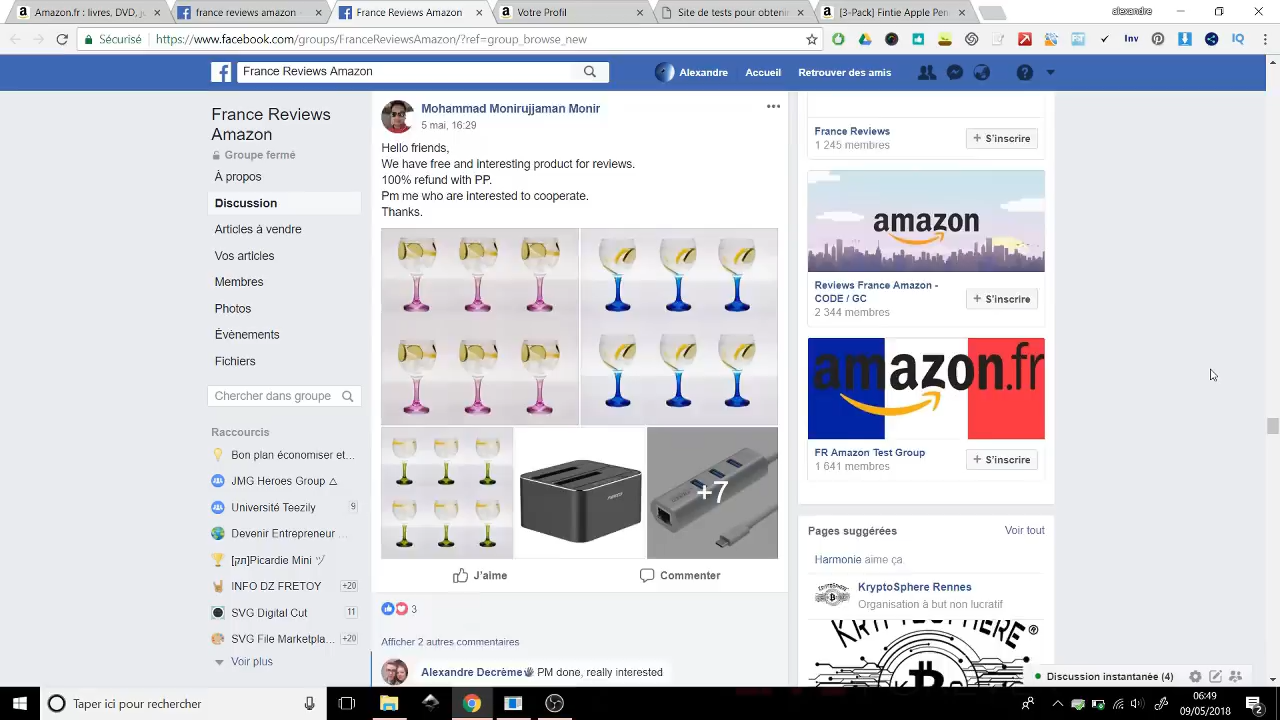 Amazon.fr : livres, DVD, j
france reviews amazon
France Reviews Amazon
Votre Profil
Site de tests pour obteni
[3-Pack] Fintie Apple Pen
alexandre
Sécurisé
https://www.facebook.com/groups/FranceReviewsAmazon/?ref=group_browse_new
France Reviews Amazon
Alexandre
Accueil
Retrouver des amis
France Reviews
Amazon
Groupe fermé
À propos
Discussion
Articles à vendre
Vos articles
Membres
Photos
Évènements
Fichiers
Chercher dans groupe
Raccourcis
Bon plan économiser et...
JMG Heroes Group △
Université Teezily 9
Devenir Entrepreneur ...
Picardie Mini ヅ
INFO DZ FRETOY +20
SVG Digital Cut 11
SVG File Marketpla... +20
Voir plus
Mohammad Monirujjaman Monir
5 mai, 16:29
Hello friends,
We have free and interesting product for reviews.
100% refund with PP.
Pm me who are interested to cooperate.
Thanks.
+7
J'aime
Commenter
3
Afficher 2 autres commentaires
Alexandre Decrème PM done, really interested
France Reviews
1 245 membres
+ S'inscrire
amazon
Reviews France Amazon -
CODE / GC
2 344 membres
+ S'inscrire
amazon.fr
FR Amazon Test Group
1 641 membres
+ S'inscrire
Pages suggérées
Voir tout
Harmonie aime ça.
KryptoSphere Rennes
Organisation à but non lucratif
KRYPTOSPHERE®
Discussion instantanée (4)
Taper ici pour rechercher
06:49
09/05/2018